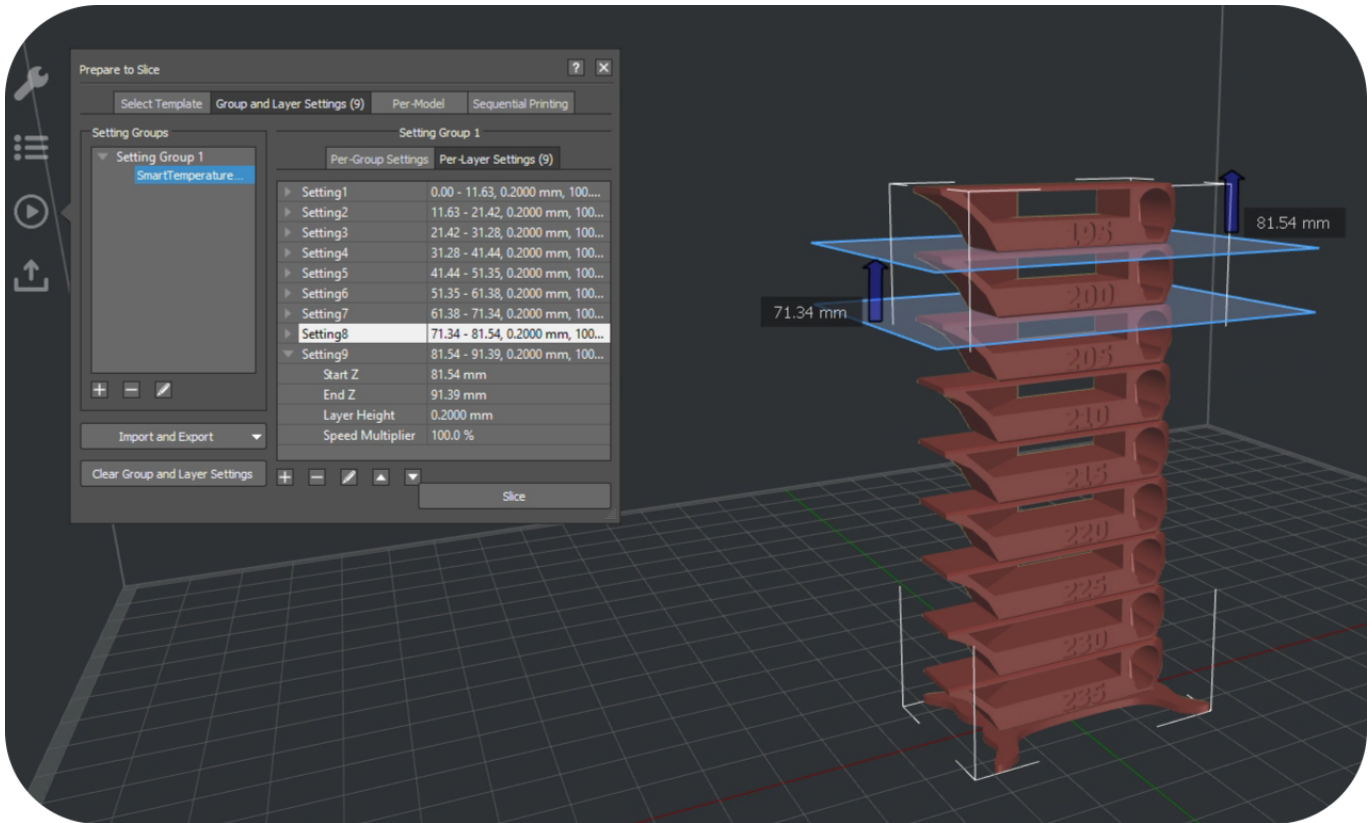 Prepare to Slice
?
Select Template Group and Layer Settings (9) Per-Model Sequential Printing
Setting Groups
Setting Group 1
SmartTemperature...
Import and Export
Clear Group and Layer Settings
Setting Group 1
Per-Group Settings Per-Layer Settings (9)
Setting1 0.00 - 11.63, 0.2000 mm, 100....
Setting2 11.63 - 21.42, 0.2000 mm, 100...
Setting3 21.42 - 31.28, 0.2000 mm, 100...
Setting4 31.28 - 41.44, 0.2000 mm, 100...
Setting5 41.44 - 51.35, 0.2000 mm, 100...
Setting6 51.35 - 61.38, 0.2000 mm, 100...
Setting7 61.38 - 71.34, 0.2000 mm, 100...
Setting8 71.34 - 81.54, 0.2000 mm, 100...
Setting9 81.54 - 91.39, 0.2000 mm, 100...
Start Z 81.54 mm
End Z 91.39 mm
Layer Height 0.2000 mm
Speed Multiplier 100.0 %
Slice
81.54 mm
71.34 mm
195
200
205
210
215
220
225
230
235